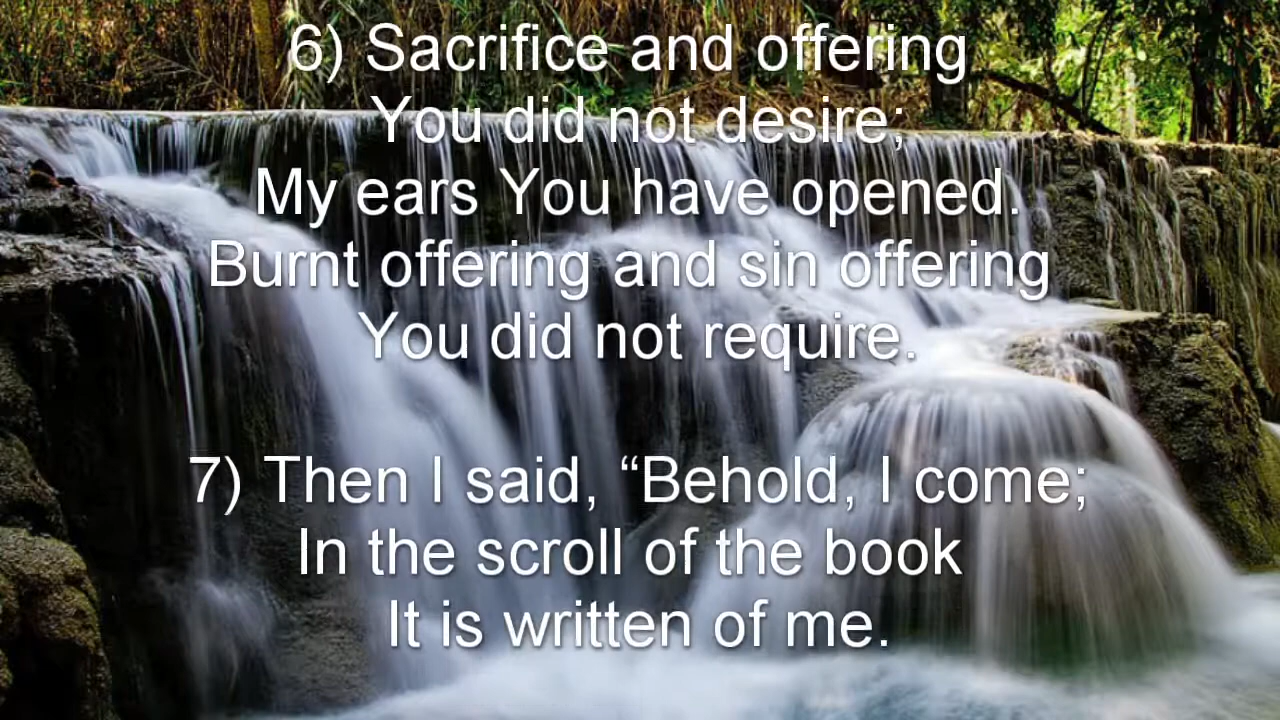 6) Sacrifice and offering
You did not desire;
My ears You have opened.
Burnt offering and sin offering
You did not require.
7) Then I said, “Behold, I come;
In the scroll of the book
It is written of me.